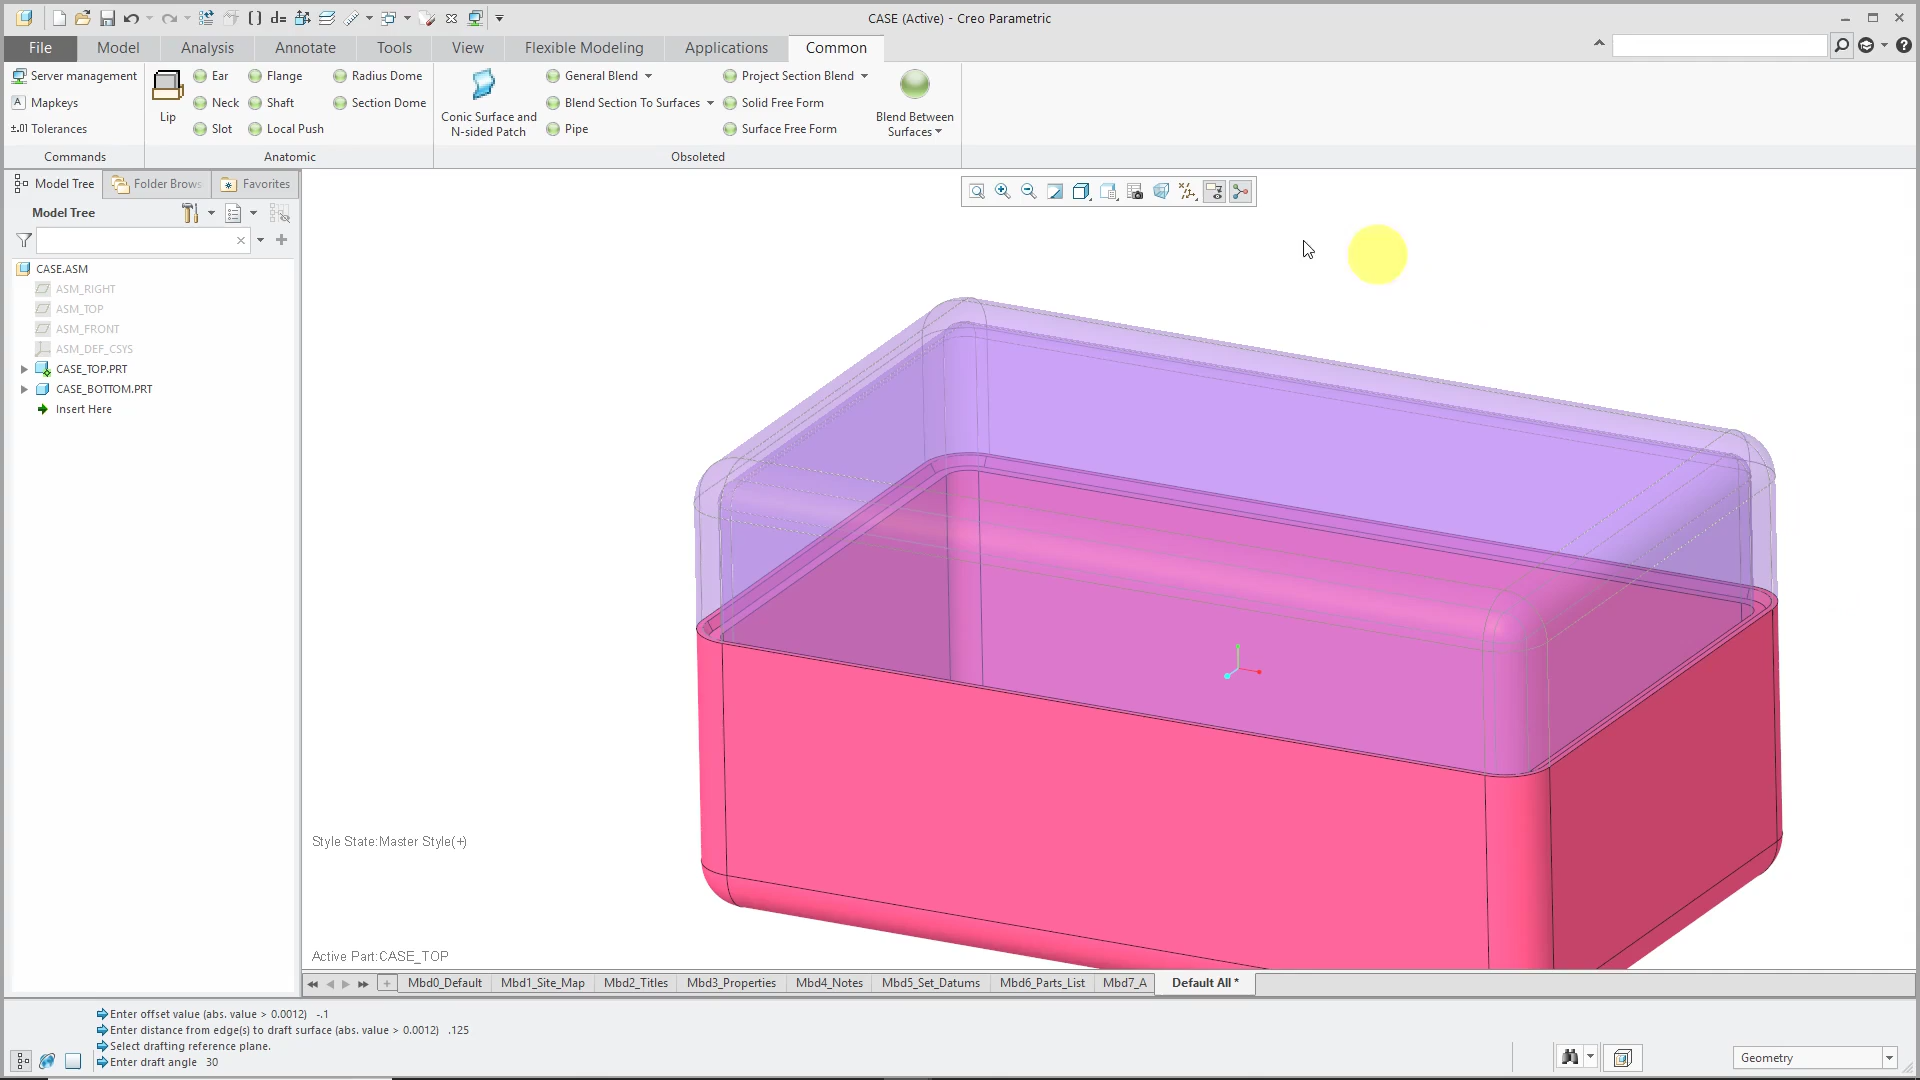 CASE (Active) - Creo Parametric
File Model Analysis Annotate Tools View Flexible Modeling Applications Common
Server management
Mapkeys
Tolerances
Commands
Lip
Ear
Neck
Slot
Flange
Shaft
Local Push
Radius Dome
Section Dome
Anatomic
Conic Surface and
N-sided Patch
General Blend
Blend Section To Surfaces
Pipe
Project Section Blend
Solid Free Form
Surface Free Form
Blend Between
Surfaces
Obsoleted
Model Tree Folder Brows Favorites
Model Tree
CASE.ASM
ASM_RIGHT
ASM_TOP
ASM_FRONT
ASM_DEF_CSYS
CASE_TOP.PRT
CASE_BOTTOM.PRT
Insert Here
Style State:Master Style(+)
Active Part:CASE_TOP
Mbd0_Default Mbd1_Site_Map Mbd2_Titles Mbd3_Properties Mbd4_Notes Mbd5_Set_Datums Mbd6_Parts_List Mbd7_A Default All *
Enter offset value (abs. value > 0.0012) -.1
Enter distance from edge(s) to draft surface (abs. value > 0.0012) .125
Select drafting reference plane.
Enter draft angle 30
Geometry